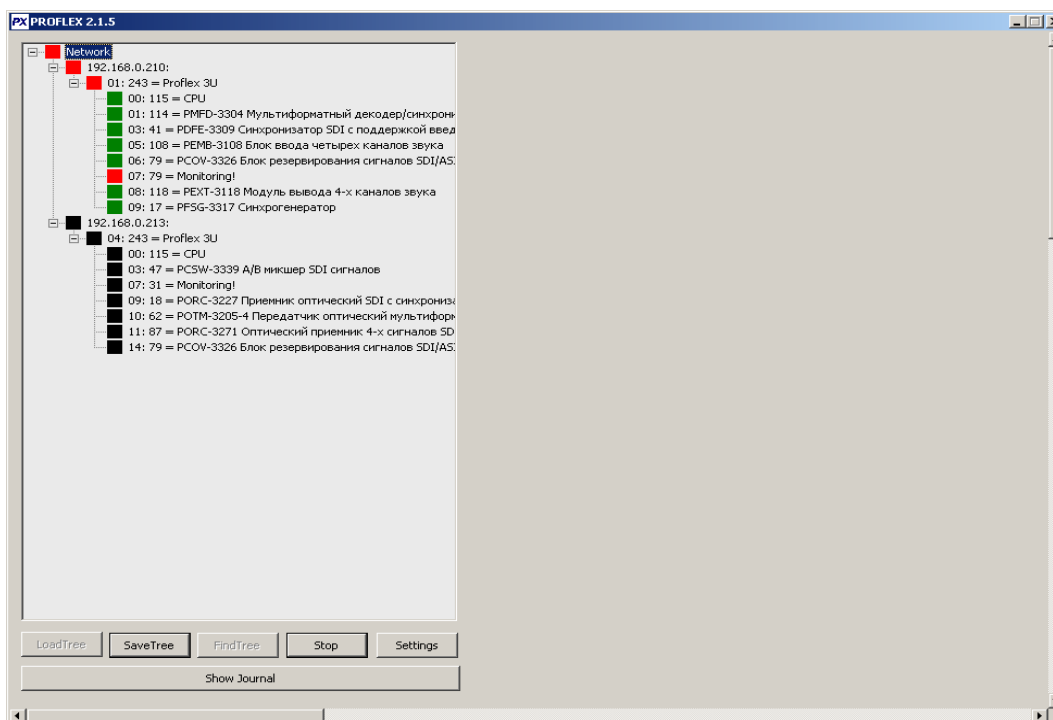 PX PROFLEX 2.1.5
Network
192.168.0.210:
01: 243 = Proflex 3U
00: 115 = CPU
01: 114 = PMFD-3304 Мультиформатный декодер/синхрони
03: 41 = PDFE-3309 Синхронизатор SDI с поддержкой введ
05: 108 = PEMB-3108 Блок ввода четырех каналов звука
06: 79 = PCOV-3326 Блок резервирования сигналов SDI/AS
07: 79 = Monitoring!
08: 118 = PEXT-3118 Модуль вывода 4-х каналов звука
09: 17 = PFSG-3317 Синхрогенератор
192.168.0.213:
04: 243 = Proflex 3U
00: 115 = CPU
03: 47 = PCSW-3339 A/B микшер SDI сигналов
07: 31 = Monitoring!
09: 18 = PORC-3227 Приемник оптический SDI с синхрониза
10: 62 = POTM-3205-4 Передатчик оптический мультиформ
11: 87 = PORC-3271 Оптический приемник 4-х сигналов SD
14: 79 = PCOV-3326 Блок резервирования сигналов SDI/AS
LoadTree SaveTree FindTree Stop Settings
Show Journal